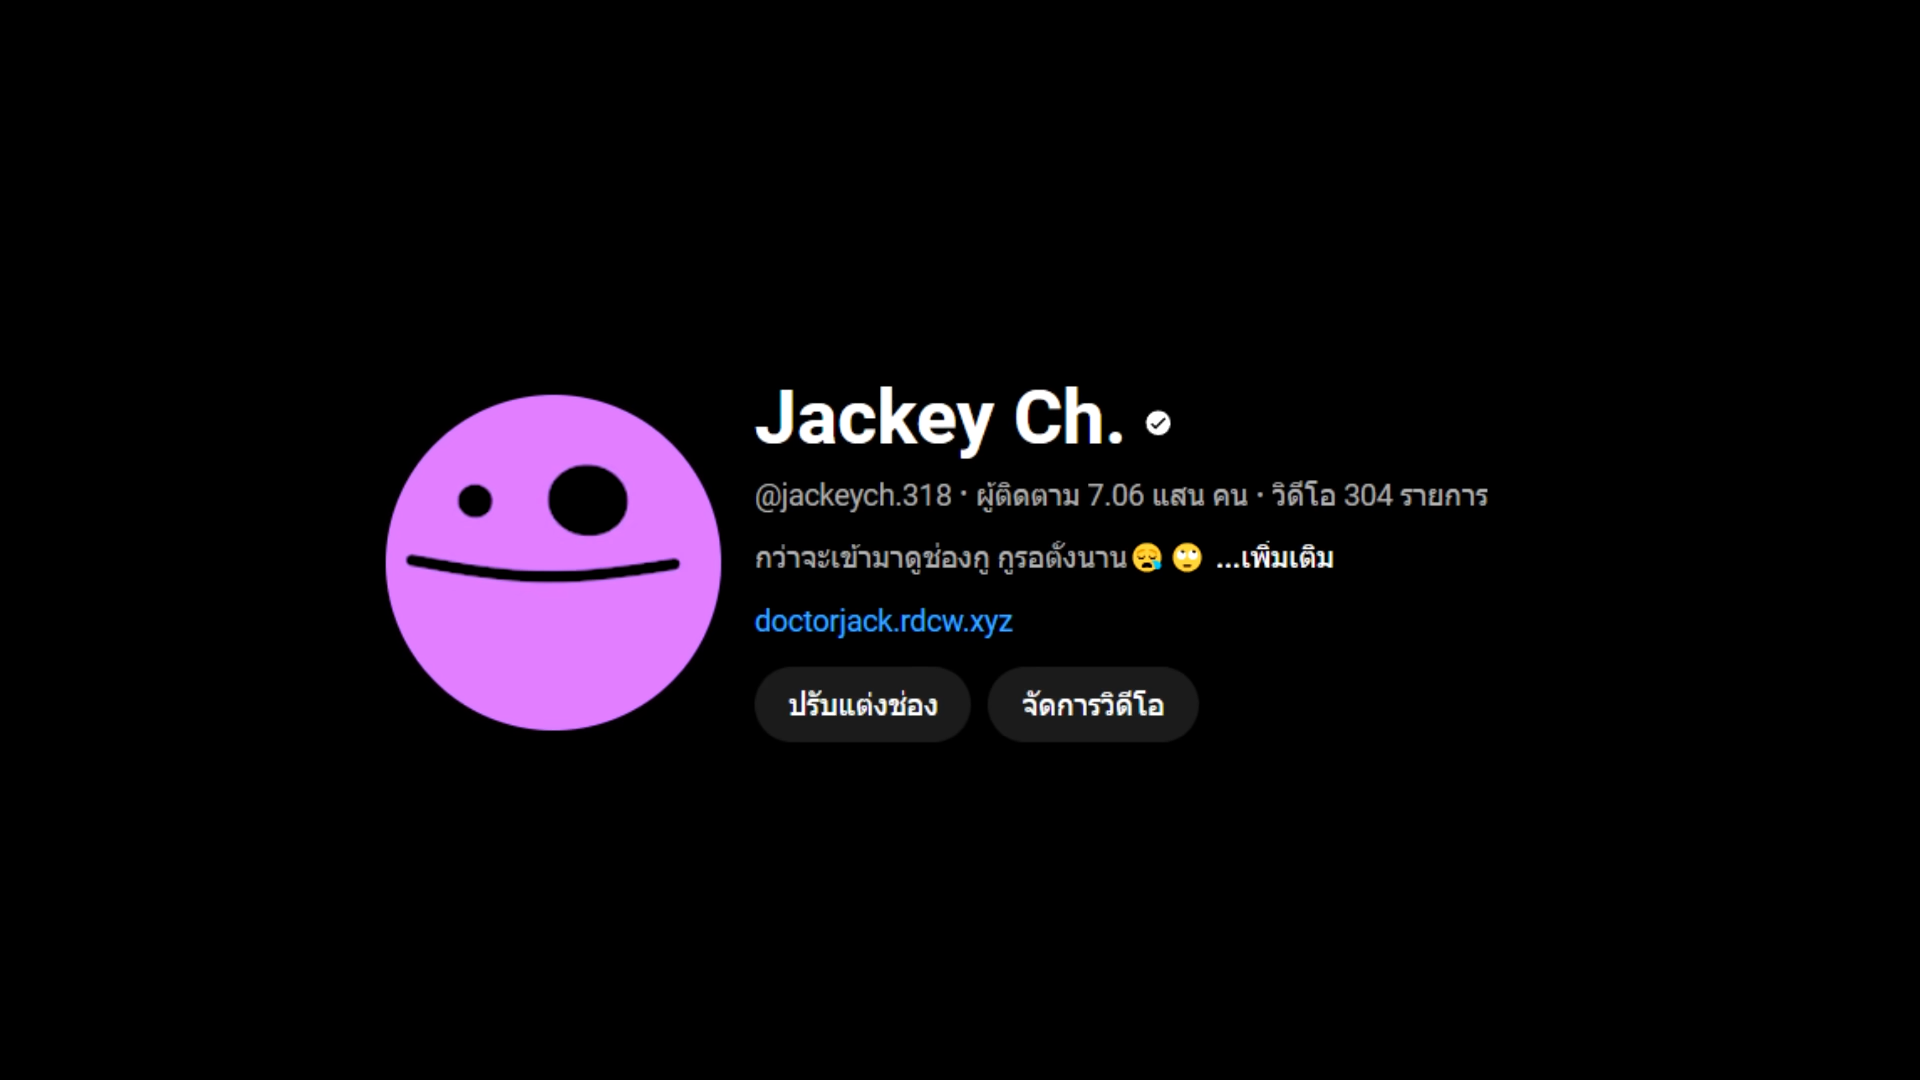 Jackey Ch.
@jackeych.318 • ผู้ติดตาม 7.06 แสน คน • วิดีโอ 304 รายการ
กว่าจะเข้ามาดูช่องกู กูรอตั้งนาน😪 🙄 ...เพิ่มเติม
doctorjack.rdcw.xyz
ปรับแต่งช่อง จัดการวิดีโอ